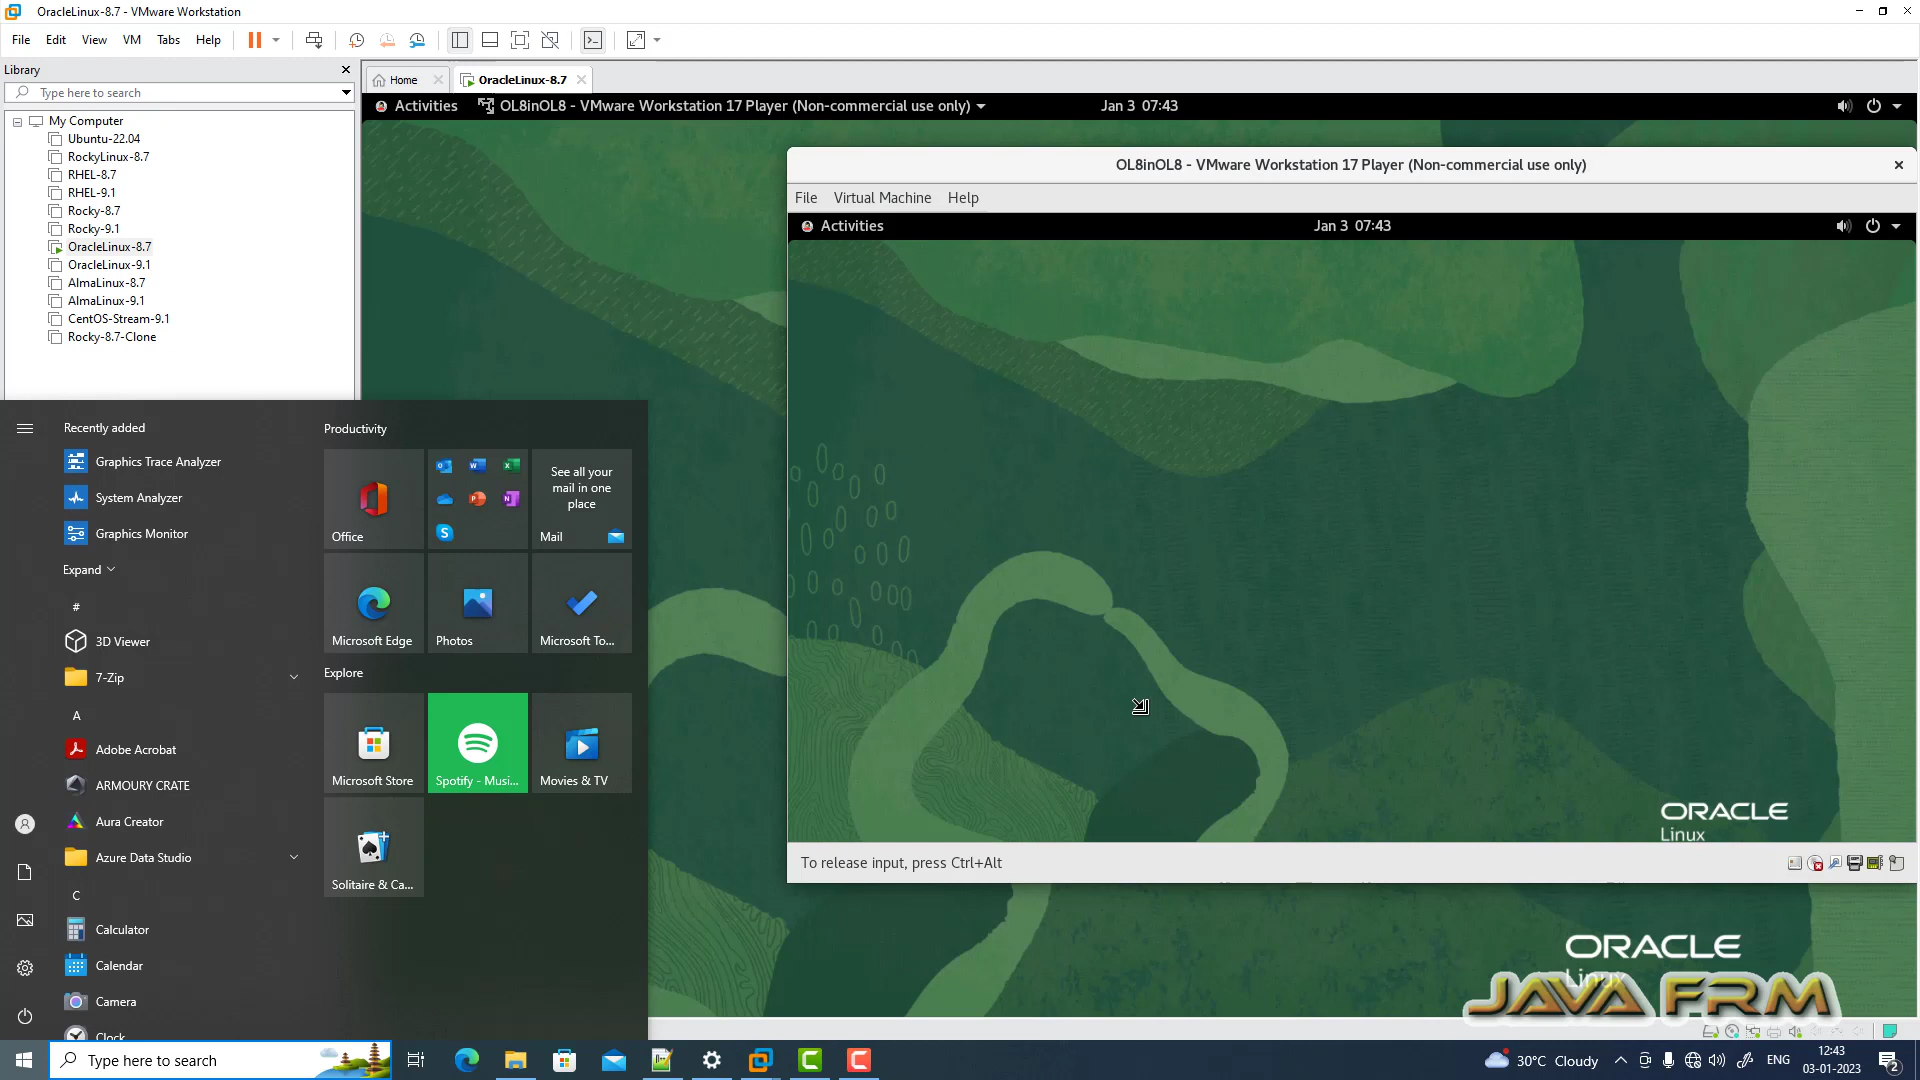 OracleLinux-8.7 - VMware Workstation
File Edit View VM Tabs Help
Library
Type here to search
My Computer
Ubuntu-22.04
RockyLinux-8.7
RHEL-8.7
RHEL-9.1
Rocky-8.7
Rocky-9.1
OracleLinux-8.7
OracleLinux-9.1
AlmaLinux-8.7
AlmaLinux-9.1
CentOS-Stream-9.1
Rocky-8.7-Clone
Home OracleLinux-8.7
Activities OL8inOL8 - VMware Workstation 17 Player (Non-commercial use only) Jan 3 07:43
OL8inOL8 - VMware Workstation 17 Player (Non-commercial use only)
File Virtual Machine Help
Activities Jan 3 07:43
ORACLE
Linux
To release input, press Ctrl+Alt
ORACLE
Linux
JAVA FRM
Recently added
Graphics Trace Analyzer
System Analyzer
Graphics Monitor
Expand
#
3D Viewer
7-Zip
A
Adobe Acrobat
ARMOURY CRATE
Aura Creator
Azure Data Studio
C
Calculator
Calendar
Camera
Clock
Productivity
Office
See all your
mail in one
place
Mail
Microsoft Edge
Photos
Microsoft To...
Explore
Microsoft Store
Spotify - Musi...
Movies & TV
Solitaire & Ca...
Type here to search
30°C Cloudy
ENG
12:43
03-01-2023
2